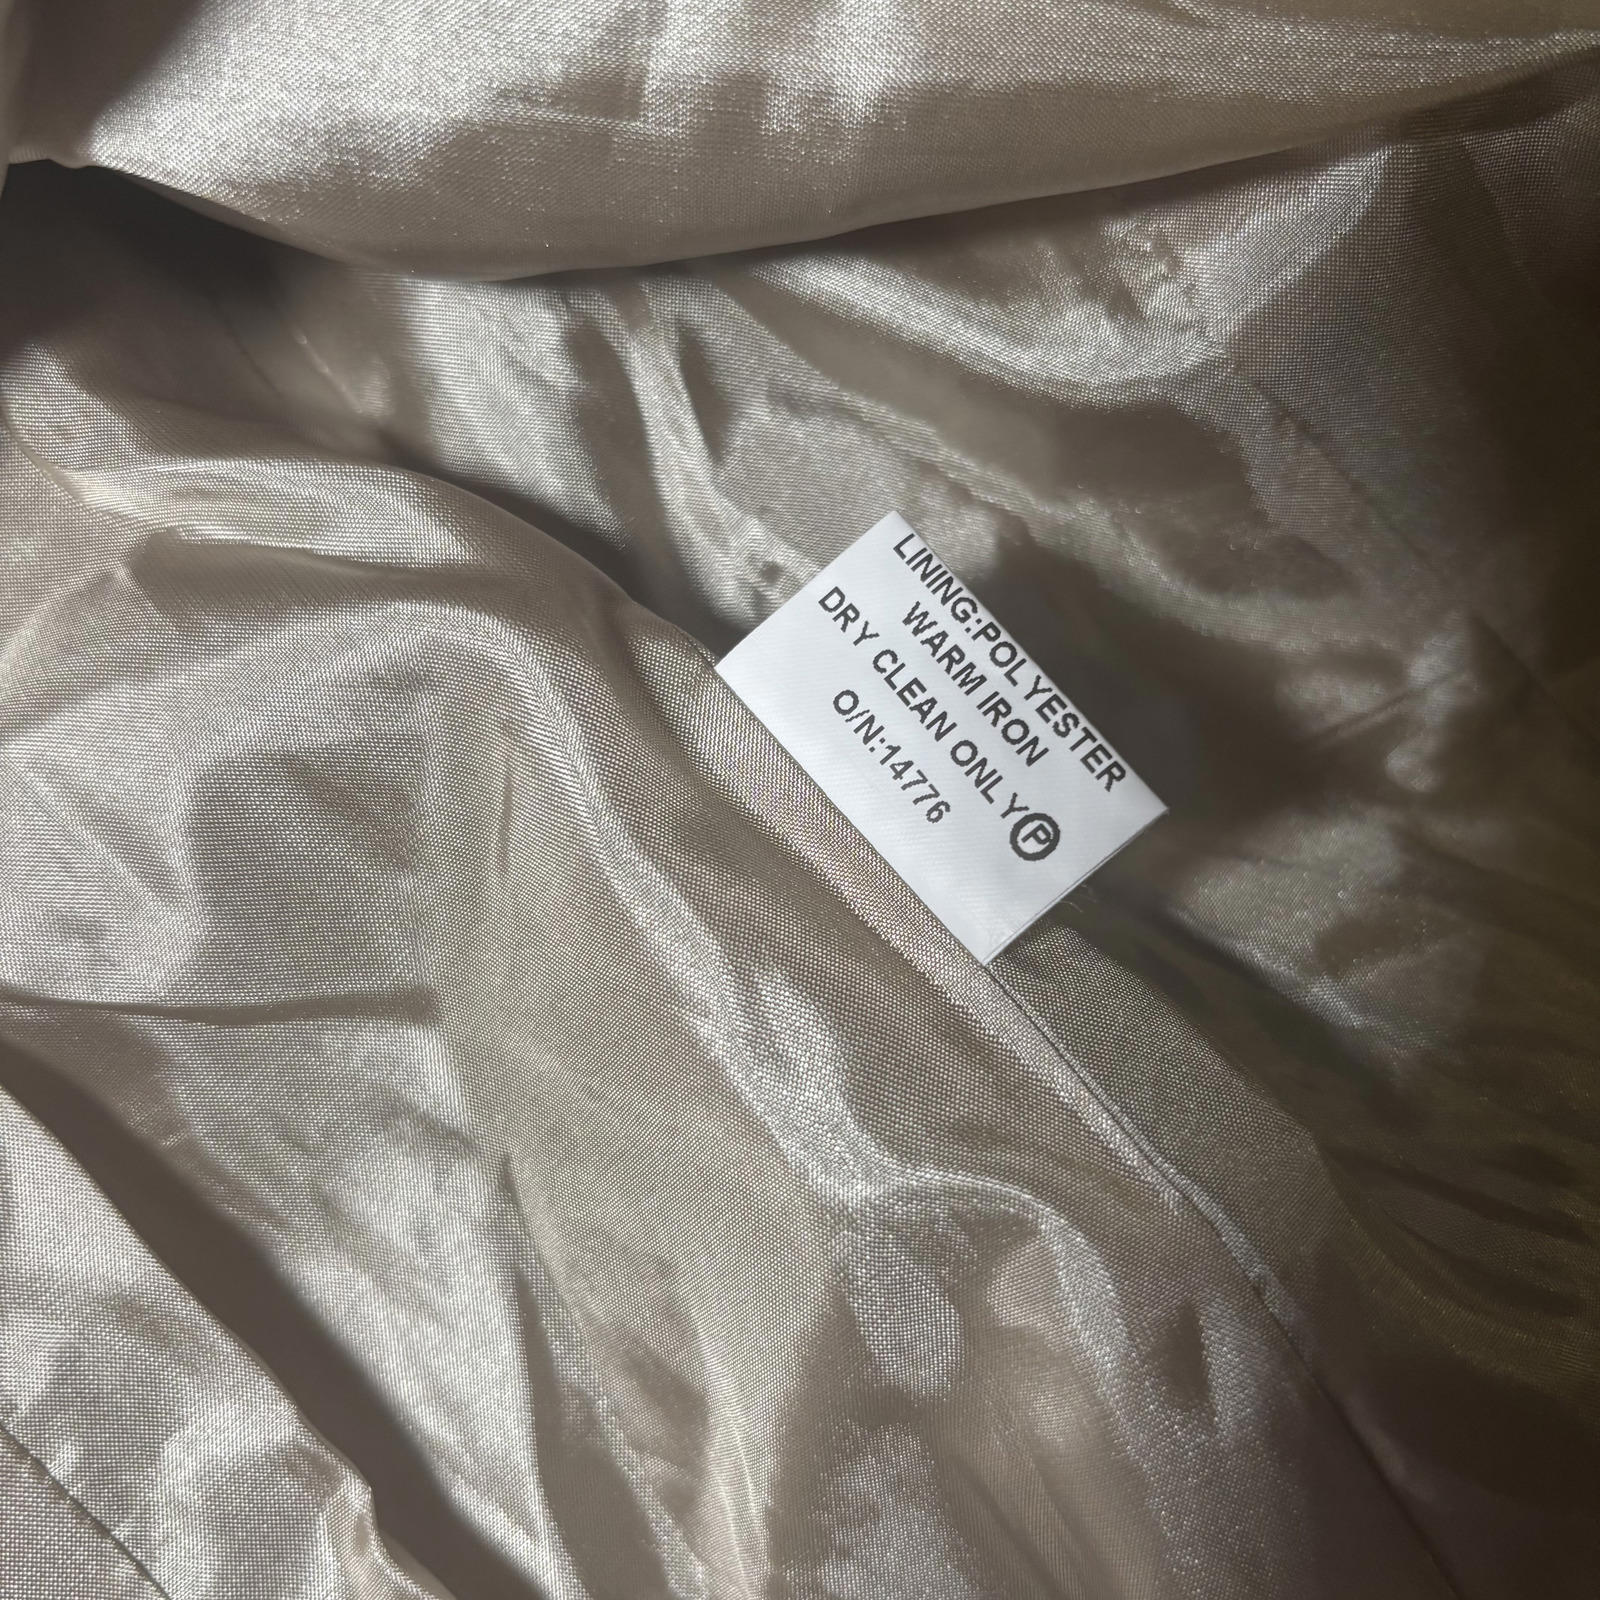 LINING:POLYESTER
WARM IRON
DRY CLEAN ONLY Ⓟ
O/N:14776